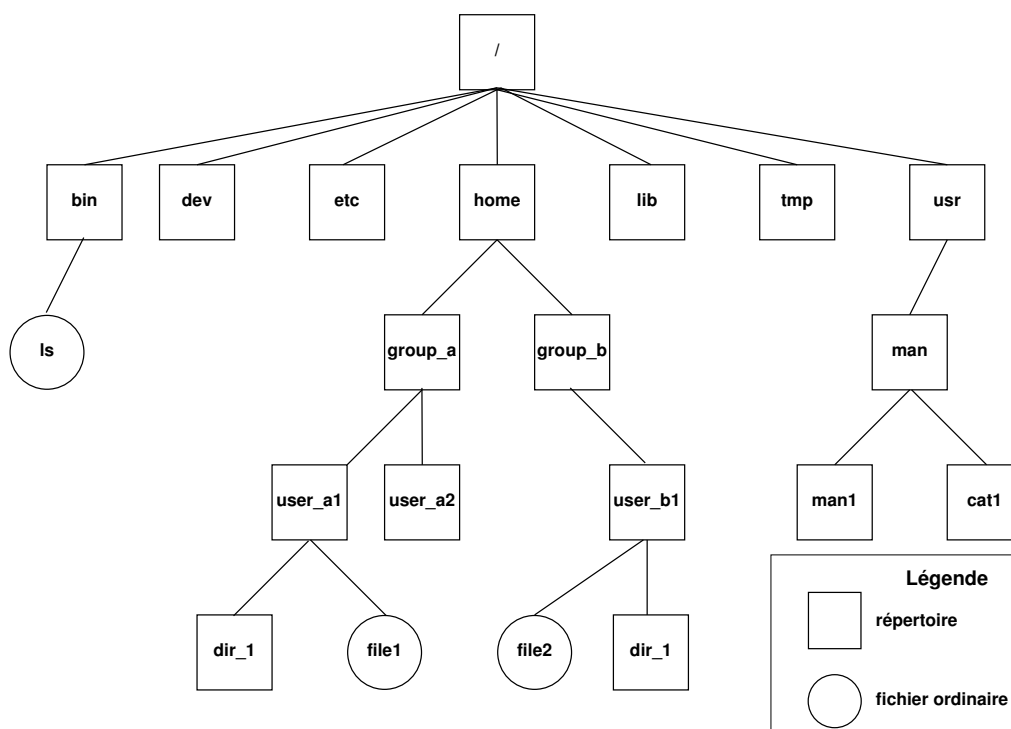 /
bin
dev
etc
home
lib
tmp
usr
ls
group_a
group_b
man
user_a1
user_a2
user_b1
man1
cat1
dir_1
file1
file2
dir_1
Légende
répertoire
fichier ordinaire